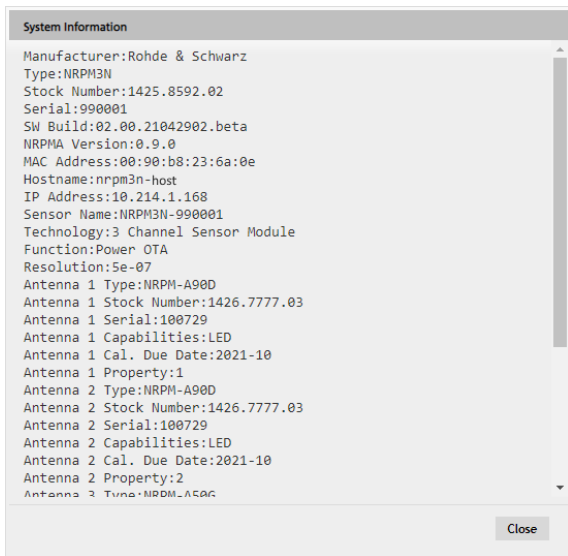 System Information
Manufacturer:Rohde & Schwarz
Type:NRPM3N
Stock Number:1425.8592.02
Serial:990001
SW Build:02.00.21042902.beta
NRPMA Version:0.9.0
MAC Address:00:90:b8:23:6a:0e
Hostname:nrpm3n-host
IP Address:10.214.1.168
Sensor Name:NRPM3N-990001
Technology:3 Channel Sensor Module
Function:Power OTA
Resolution:5e-07
Antenna 1 Type:NRPM-A90D
Antenna 1 Stock Number:1426.7777.03
Antenna 1 Serial:100729
Antenna 1 Capabilities:LED
Antenna 1 Cal. Due Date:2021-10
Antenna 1 Property:1
Antenna 2 Type:NRPM-A90D
Antenna 2 Stock Number:1426.7777.03
Antenna 2 Serial:100729
Antenna 2 Capabilities:LED
Antenna 2 Cal. Due Date:2021-10
Antenna 2 Property:2
Antenna 3 Type:NRPM-A50G
Close